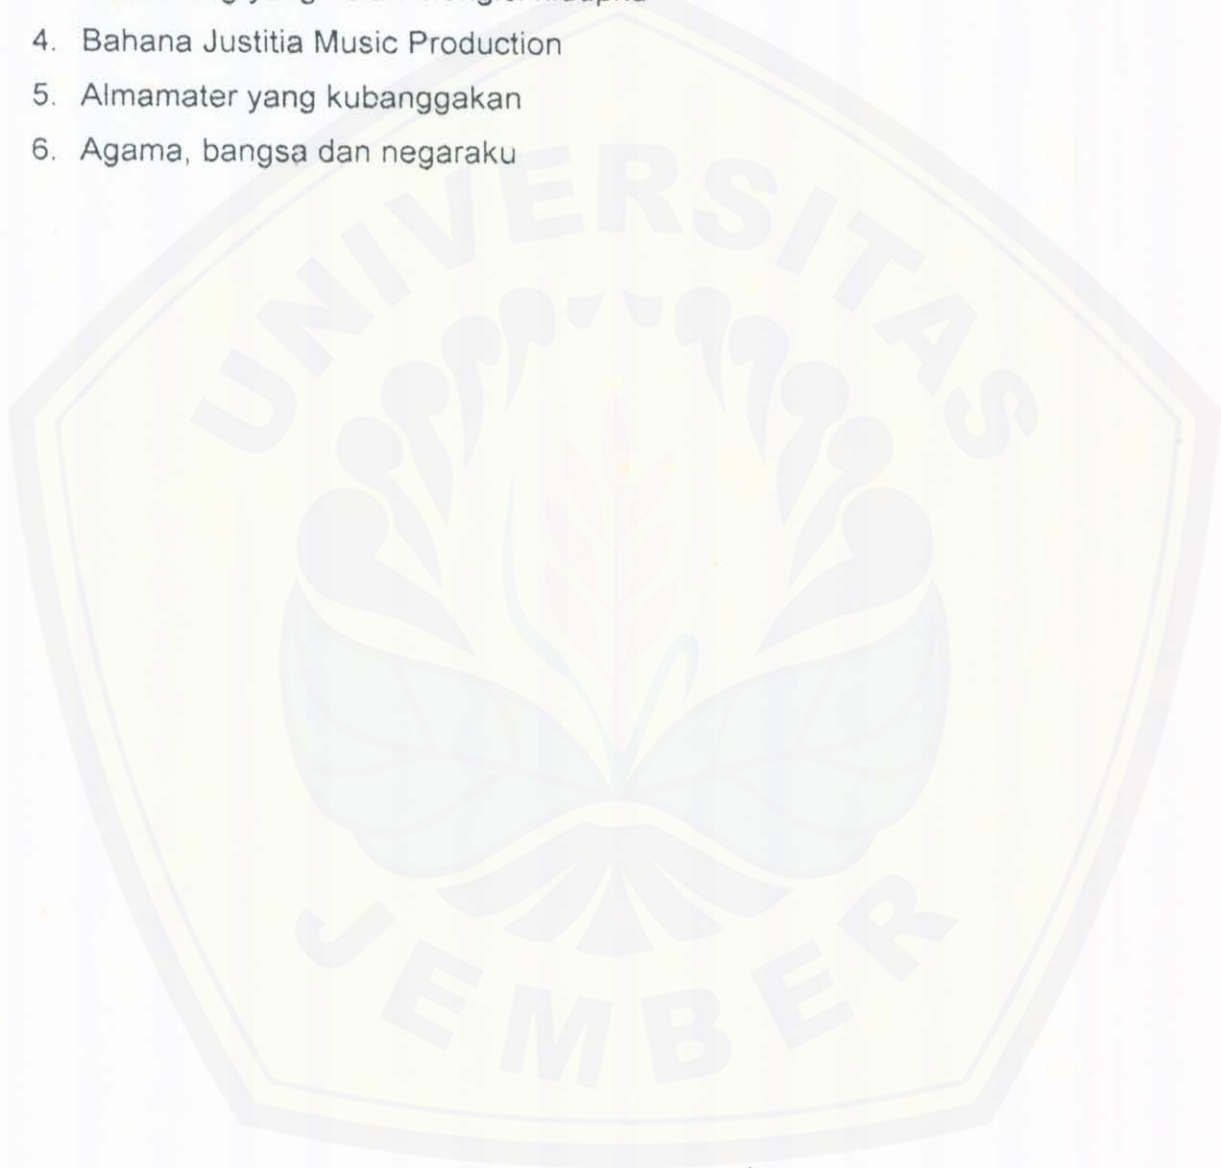 4. Bahana Justitia Music Production
5. Almamater yang kubanggakan
6. Agama, bangsa dan negaraku
UNIVERSITAS
JEMBER